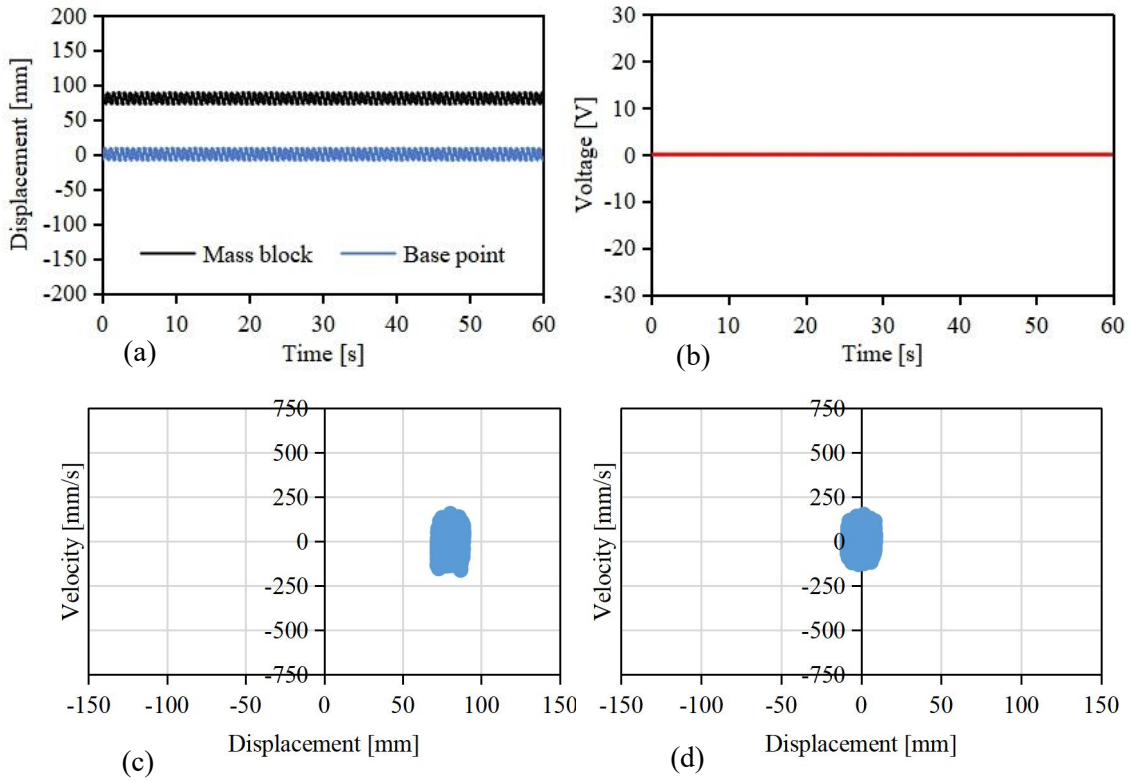 200
150
100
50
0
-50
-100
-150
-200
Displacement [mm]
Mass block
Base point
0 10 20 30 40 50 60
Time [s]
(a)
30
20
10
0
-10
-20
-30
Voltage [V]
0 10 20 30 40 50 60
Time [s]
(b)
750
500
250
0
-250
-500
-750
Velocity [mm/s]
-150 -100 -50 0 50 100 150
Displacement [mm]
(c)
750
500
250
0
-250
-500
-750
Velocity [mm/s]
-150 -100 -50 0 50 100 150
Displacement [mm]
(d)